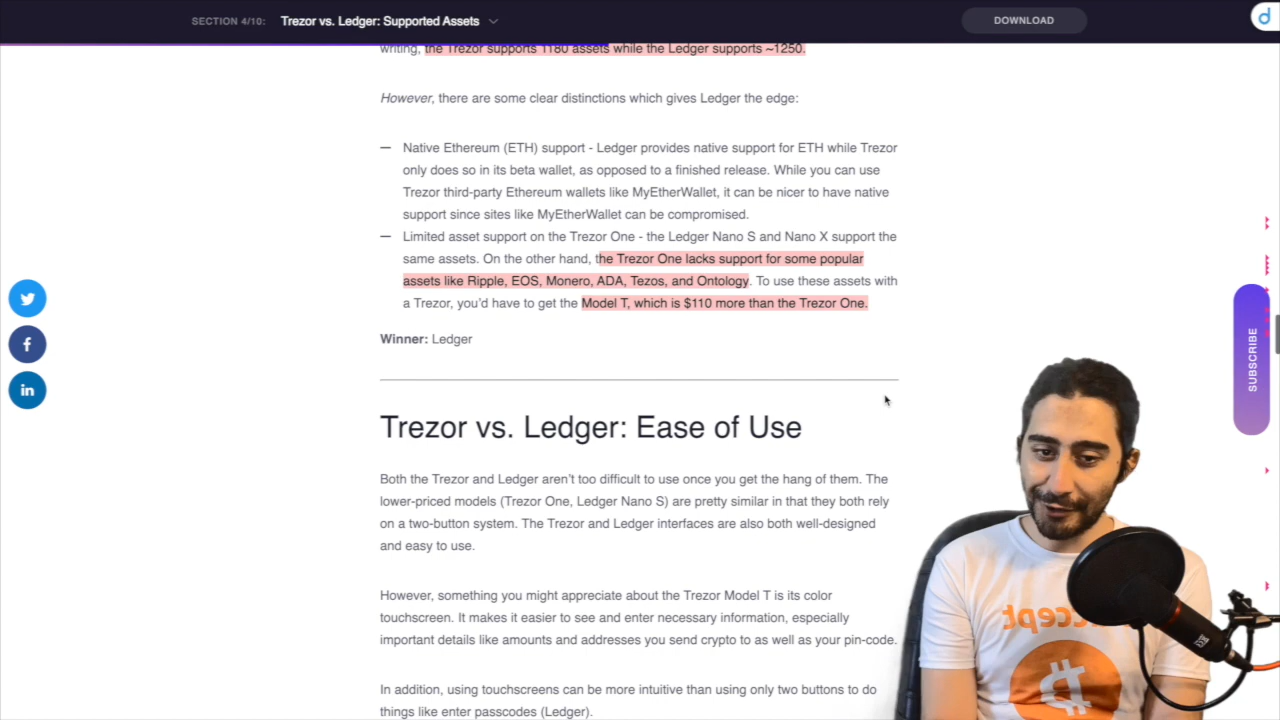 SECTION 4/10: Trezor vs. Ledger: Supported Assets
DOWNLOAD
writing, the Trezor supports 1180 assets while the Ledger supports ~1250.
However, there are some clear distinctions which gives Ledger the edge:
— Native Ethereum (ETH) support - Ledger provides native support for ETH while Trezor
only does so in its beta wallet, as opposed to a finished release. While you can use
Trezor third-party Ethereum wallets like MyEtherWallet, it can be nicer to have native
support since sites like MyEtherWallet can be compromised.
— Limited asset support on the Trezor One - the Ledger Nano S and Nano X support the
same assets. On the other hand, the Trezor One lacks support for some popular
assets like Ripple, EOS, Monero, ADA, Tezos, and Ontology. To use these assets with
a Trezor, you’d have to get the Model T, which is $110 more than the Trezor One.
Winner: Ledger
SUBSCRIBE
Trezor vs. Ledger: Ease of Use
Both the Trezor and Ledger aren’t too difficult to use once you get the hang of them. The
lower-priced models (Trezor One, Ledger Nano S) are pretty similar in that they both rely
on a two-button system. The Trezor and Ledger interfaces are also both well-designed
and easy to use.
However, something you might appreciate about the Trezor Model T is its color
touchscreen. It makes it easier to see and enter necessary information, especially
important details like amounts and addresses you send crypto to as well as your pin-code.
In addition, using touchscreens can be more intuitive than using only two buttons to do
things like enter passcodes (Ledger).
accept